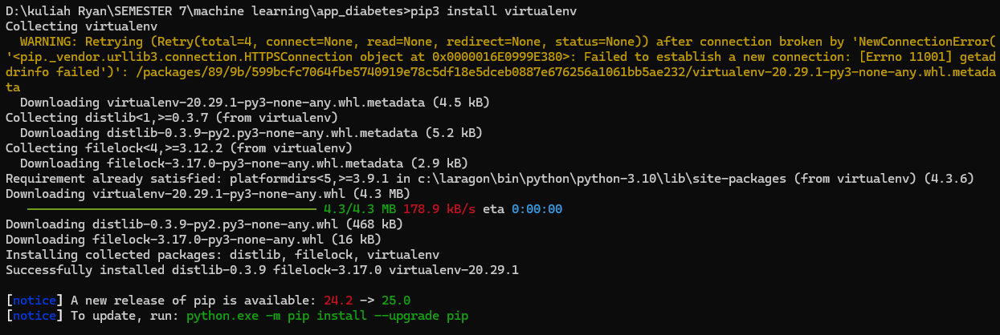 D:\kuliah Ryan\SEMESTER 7\machine learning\app_diabetes>pip3 install virtualenv
Collecting virtualenv
  WARNING: Retrying (Retry(total=4, connect=None, read=None, redirect=None, status=None)) after connection broken by 'NewConnectionError(
'<pip._vendor.urllib3.connection.HTTPSConnection object at 0x0000016E0999E380>: Failed to establish a new connection: [Errno 11001] getad
drinfo failed')': /packages/89/9b/599bcfc7064fbe5740919e78c5df18e5dceb0887e676256a1061bb5ae232/virtualenv-20.29.1-py3-none-any.whl.metada
ta
  Downloading virtualenv-20.29.1-py3-none-any.whl.metadata (4.5 kB)
Collecting distlib<1,>=0.3.7 (from virtualenv)
  Downloading distlib-0.3.9-py2.py3-none-any.whl.metadata (5.2 kB)
Collecting filelock<4,>=3.12.2 (from virtualenv)
  Downloading filelock-3.17.0-py3-none-any.whl.metadata (2.9 kB)
Requirement already satisfied: platformdirs<5,>=3.9.1 in c:\laragon\bin\python\python-3.10\lib\site-packages (from virtualenv) (4.3.6)
Downloading virtualenv-20.29.1-py3-none-any.whl (4.3 MB)
4.3/4.3 MB 178.9 kB/s eta 0:00:00
Downloading distlib-0.3.9-py2.py3-none-any.whl (468 kB)
Downloading filelock-3.17.0-py3-none-any.whl (16 kB)
Installing collected packages: distlib, filelock, virtualenv
Successfully installed distlib-0.3.9 filelock-3.17.0 virtualenv-20.29.1
[notice] A new release of pip is available: 24.2 -> 25.0
[notice] To update, run: python.exe -m pip install --upgrade pip